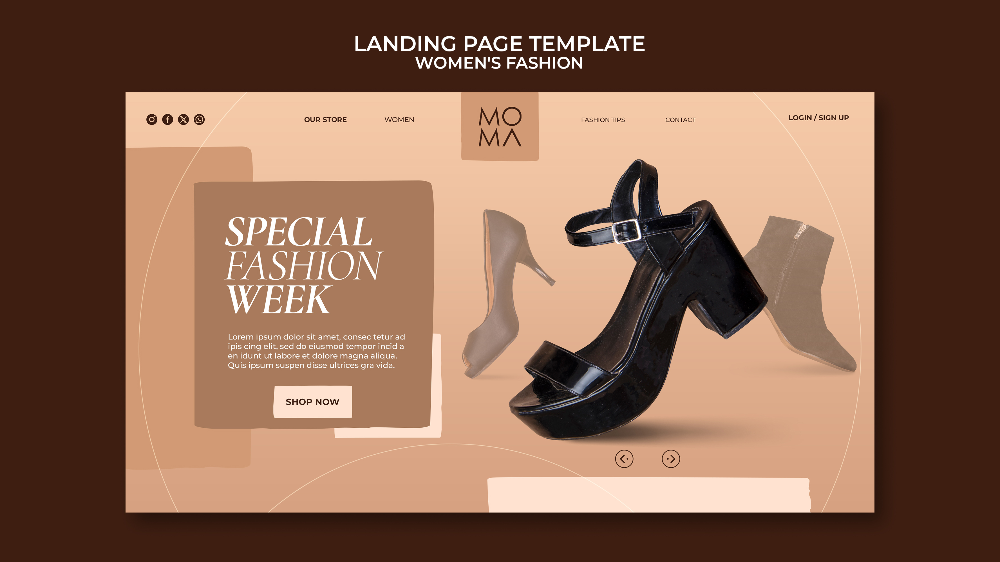 LANDING PAGE TEMPLATE
WOMEN'S FASHION
OUR STORE
WOMEN
MO
MA
FASHION TIPS
CONTACT
LOGIN / SIGN UP
SPECIAL
FASHION
WEEK
Lorem ipsum dolor sit amet, consec tetur ad
ipis cing elit, sed do eiusmod tempor incid a
en idunt ut labore et dolore magna aliqua.
Quis ipsum suspen disse ultrices gra vida.
SHOP NOW